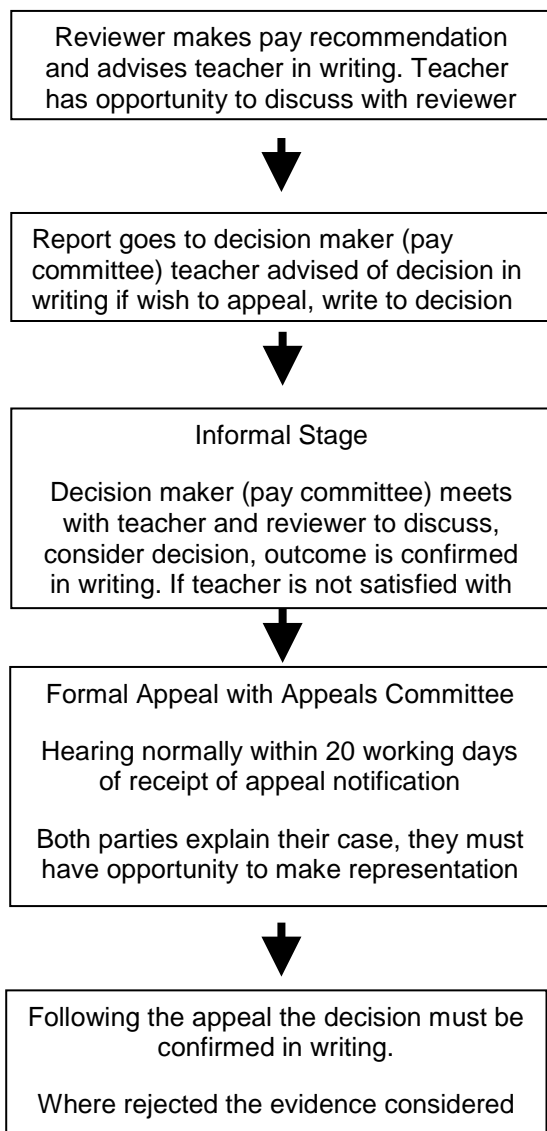 Reviewer makes pay recommendation
and advises teacher in writing. Teacher
has opportunity to discuss with reviewer
Report goes to decision maker (pay
committee) teacher advised of decision in
writing if wish to appeal, write to decision
Informal Stage
Decision maker (pay committee) meets
with teacher and reviewer to discuss,
consider decision, outcome is confirmed
in writing. If teacher is not satisfied with
Formal Appeal with Appeals Committee
Hearing normally within 20 working days
of receipt of appeal notification
Both parties explain their case, they must
have opportunity to make representation
Following the appeal the decision must be
confirmed in writing.
Where rejected the evidence considered